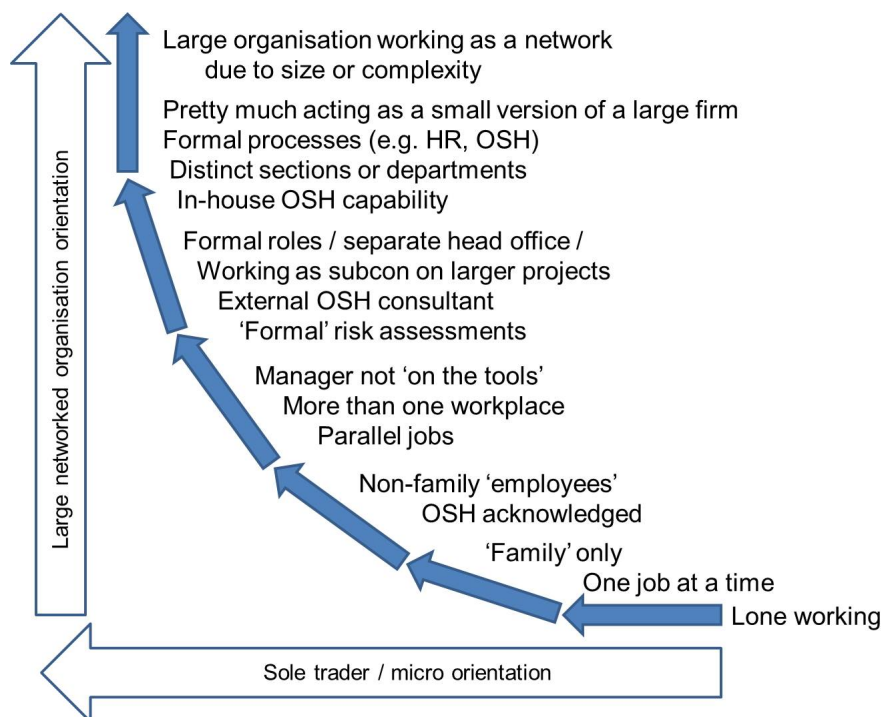 Large organisation working as a network
due to size or complexity
Pretty much acting as a small version of a large firm
Formal processes (e.g. HR, OSH)
Distinct sections or departments
In-house OSH capability
Formal roles / separate head office /
Working as subcon on larger projects
External OSH consultant
‘Formal’ risk assessments
Manager not ‘on the tools’
More than one workplace
Parallel jobs
Non-family ‘employees’
OSH acknowledged
‘Family’ only
One job at a time
Lone working
Large networked organisation orientation
Sole trader / micro orientation